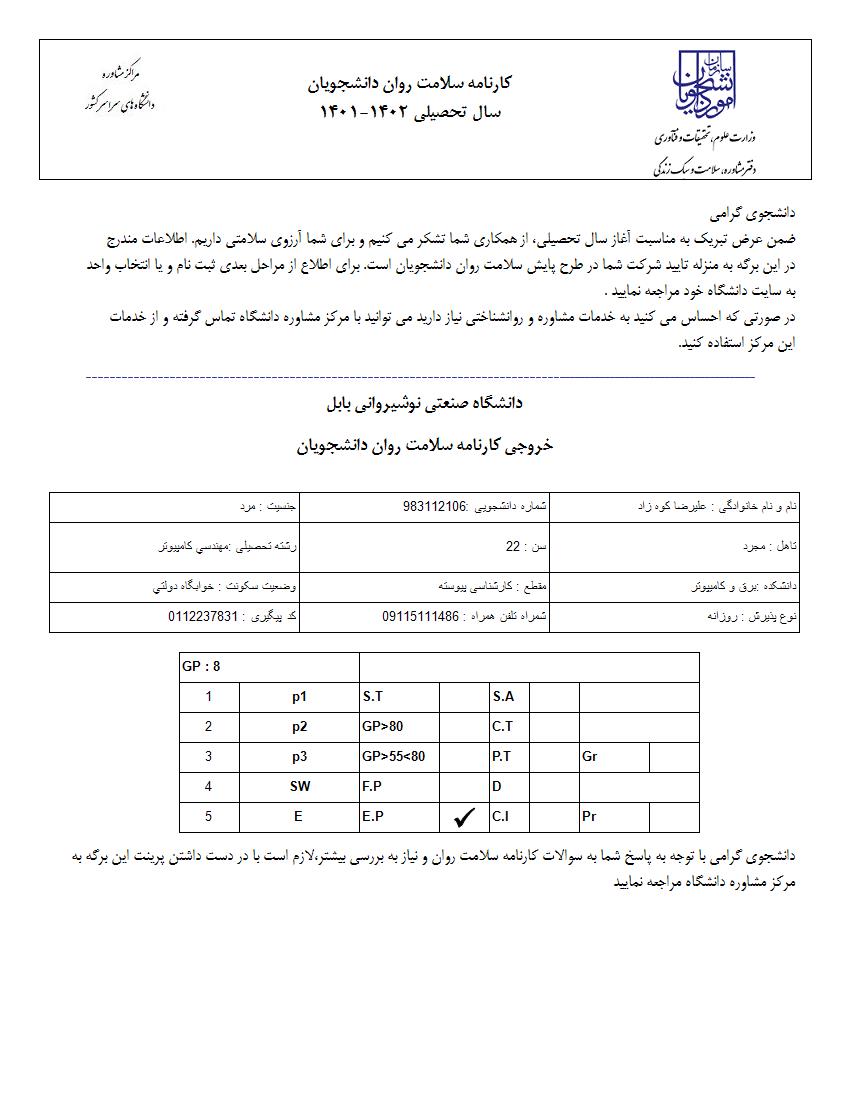 سازمان امور دانشجویان
وزارت علوم، تحقیقات و فناوری
دفتر مشاوره، سلامت و سبک زندگی
کارنامه سلامت روان دانشجویان
سال تحصیلی ۱۴۰۲-۱۴۰۱
مراکز مشاوره
دانشگاه‌های سراسر کشور
دانشجوی گرامی
ضمن عرض تبریک به مناسبت آغاز سال تحصیلی، از همکاری شما تشکر می کنیم و برای شما آرزوی سلامتی داریم. اطلاعات مندرج
در این برگه به منزله تایید شرکت شما در طرح پایش سلامت روان دانشجویان است. برای اطلاع از مراحل بعدی ثبت نام و یا انتخاب واحد
به سایت دانشگاه خود مراجعه نمایید .
در صورتی که احساس می کنید به خدمات مشاوره و روانشناختی نیاز دارید می توانید با مرکز مشاوره دانشگاه تماس گرفته و از خدمات
این مرکز استفاده کنید.
دانشگاه صنعتی نوشیروانی بابل
خروجی کارنامه سلامت روان دانشجویان
نام و نام خانوادگی : علیرضا کوه زاد شماره دانشجویی :983112106 جنسیت : مرد
تاهل : مجرد سن : 22 رشته تحصیلی :مهندسي کامپیوتر
دانشکده :برق و کامپیوتر مقطع : کارشناسی پیوسته وضعیت سکونت : خوابگاه دولتي
نوع پذیرش : روزانه شمراه تلفن همراه : 09115111486 کد پیگیری : 0112237831
GP : 8
1 p1 S.T S.A
2 p2 GP>80 C.T
3 p3 GP>55<80 P.T Gr
4 SW F.P D
5 E E.P ✓ C.I Pr
دانشجوی گرامی با توجه به پاسخ شما به سوالات کارنامه سلامت روان و نیاز به بررسی بیشتر،لازم است با در دست داشتن پرینت این برگه به
مرکز مشاوره دانشگاه مراجعه نمایید